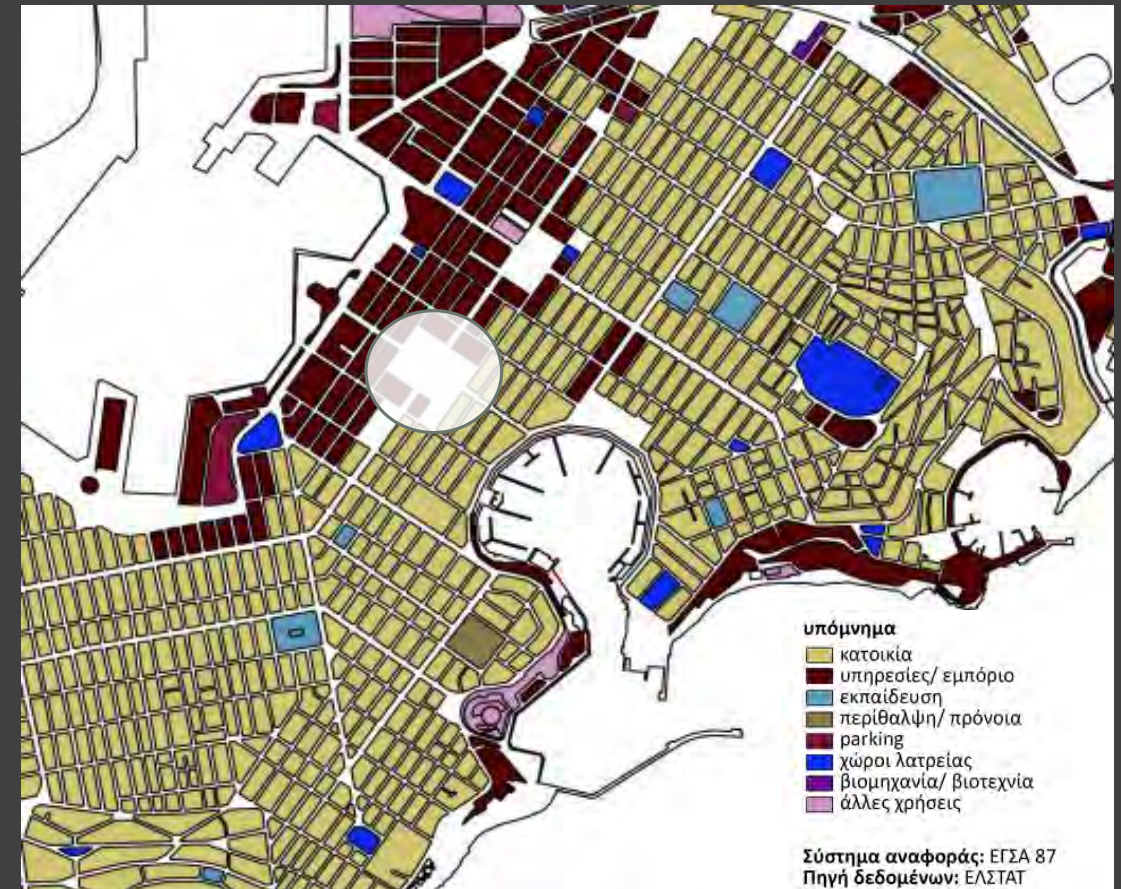 υπόμνημα
κατοικία
υπηρεσίες/ εμπόριο
εκπαίδευση
περίθαλψη/ πρόνοια
parking
χώροι λατρείας
βιομηχανία/ βιοτεχνία
άλλες χρήσεις
Σύστημα αναφοράς: ΕΓΣΑ 87
Πηγή δεδομένων: ΕΛΣΤΑΤ